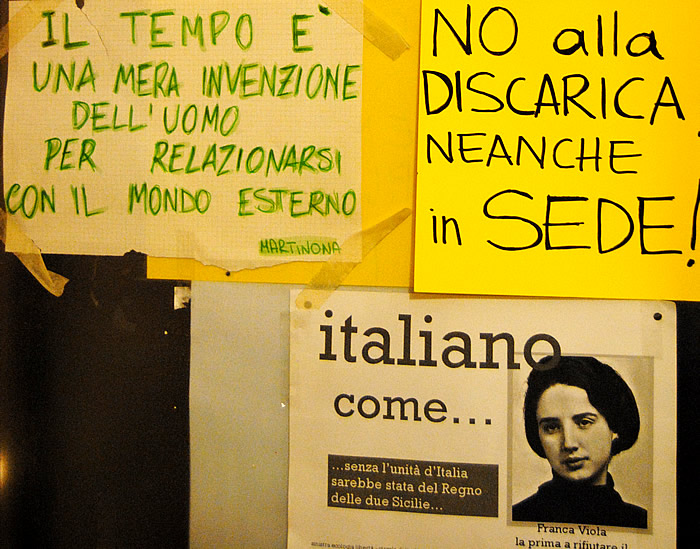 IL TEMPO E'
UNA MERA INVENZIONE
DELL'UOMO
PER RELAZIONARSI
CON IL MONDO ESTERNO
MARTINONA
NO alla
DISCARICA
NEANCHE
in SEDE!
italiano
come...
...senza l'unità d'Italia
sarebbe stata del Regno
delle due Sicilie...
Franca Viola
la prima a rifiutare il